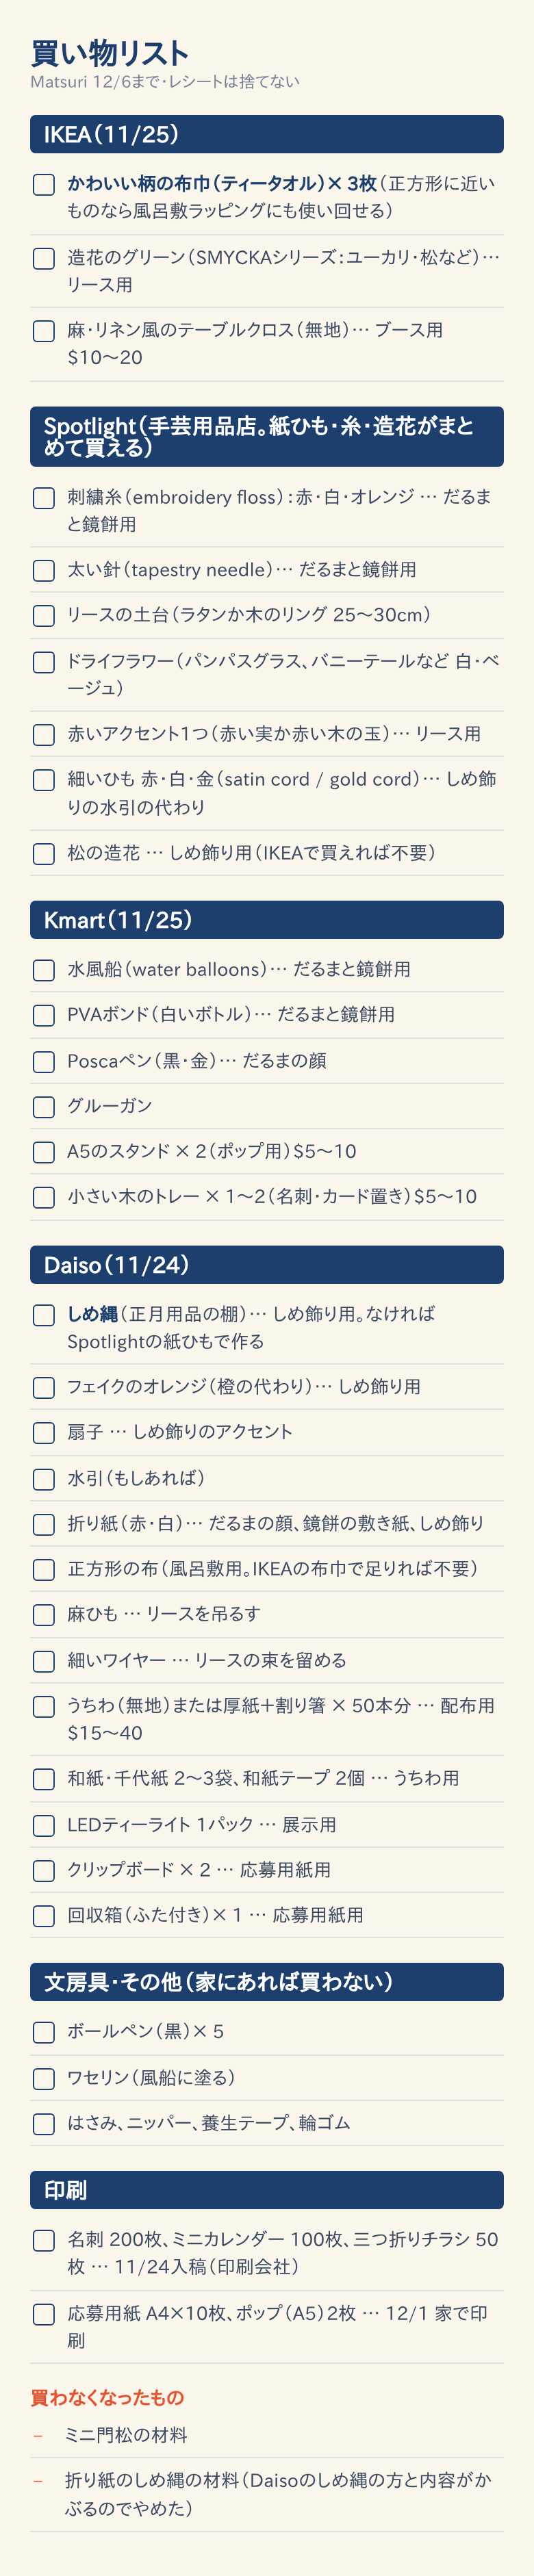 買い物リスト
Matsuri 12/6まで・レシートは捨てない
IKEA（11/25）
かわいい柄の布巾（ティータオル）× 3枚（正方形に近い
ものなら風呂敷ラッピングにも使い回せる）
造花のグリーン（SMYCKAシリーズ：ユーカリ・松など）…
リース用
麻・リネン風のテーブルクロス（無地）… ブース用
$10〜20
Spotlight（手芸用品店。紙ひも・糸・造花がまと
めて買える）
刺繍糸（embroidery floss）：赤・白・オレンジ … だるま
と鏡餅用
太い針（tapestry needle）… だるまと鏡餅用
リースの土台（ラタンか木のリング 25〜30cm）
ドライフラワー（パンパスグラス、バニーテールなど 白・ベ
ージュ）
赤いアクセント1つ（赤い実か赤い木の玉）… リース用
細いひも 赤・白・金（satin cord / gold cord）… しめ飾
りの水引の代わり
松の造花 … しめ飾り用（IKEAで買えれば不要）
Kmart（11/25）
水風船（water balloons）… だるまと鏡餅用
PVAボンド（白いボトル）… だるまと鏡餅用
Poscaペン（黒・金）… だるまの顔
グルーガン
A5のスタンド × 2（ポップ用）$5〜10
小さい木のトレー × 1〜2（名刺・カード置き）$5〜10
Daiso（11/24）
しめ縄（正月用品の棚）… しめ飾り用。なければ
Spotlightの紙ひもで作る
フェイクのオレンジ（橙の代わり）… しめ飾り用
扇子 … しめ飾りのアクセント
水引（もしあれば）
折り紙（赤・白）… だるまの顔、鏡餅の敷き紙、しめ飾り
正方形の布（風呂敷用。IKEAの布巾で足りれば不要）
麻ひも … リースを吊るす
細いワイヤー … リースの束を留める
うちわ（無地）または厚紙＋割り箸 × 50本分 … 配布用
$15〜40
和紙・千代紙 2〜3袋、和紙テープ 2個 … うちわ用
LEDティーライト 1パック … 展示用
クリップボード × 2 … 応募用紙用
回収箱（ふた付き）× 1 … 応募用紙用
文房具・その他（家にあれば買わない）
ボールペン（黒）× 5
ワセリン（風船に塗る）
はさみ、ニッパー、養生テープ、輪ゴム
印刷
名刺 200枚、ミニカレンダー 100枚、三つ折りチラシ 50
枚 … 11/24入稿（印刷会社）
応募用紙 A4×10枚、ポップ（A5）2枚 … 12/1 家で印
刷
買わなくなったもの
– ミニ門松の材料
– 折り紙のしめ縄の材料（Daisoのしめ縄の方と内容がか
ぶるのでやめた）